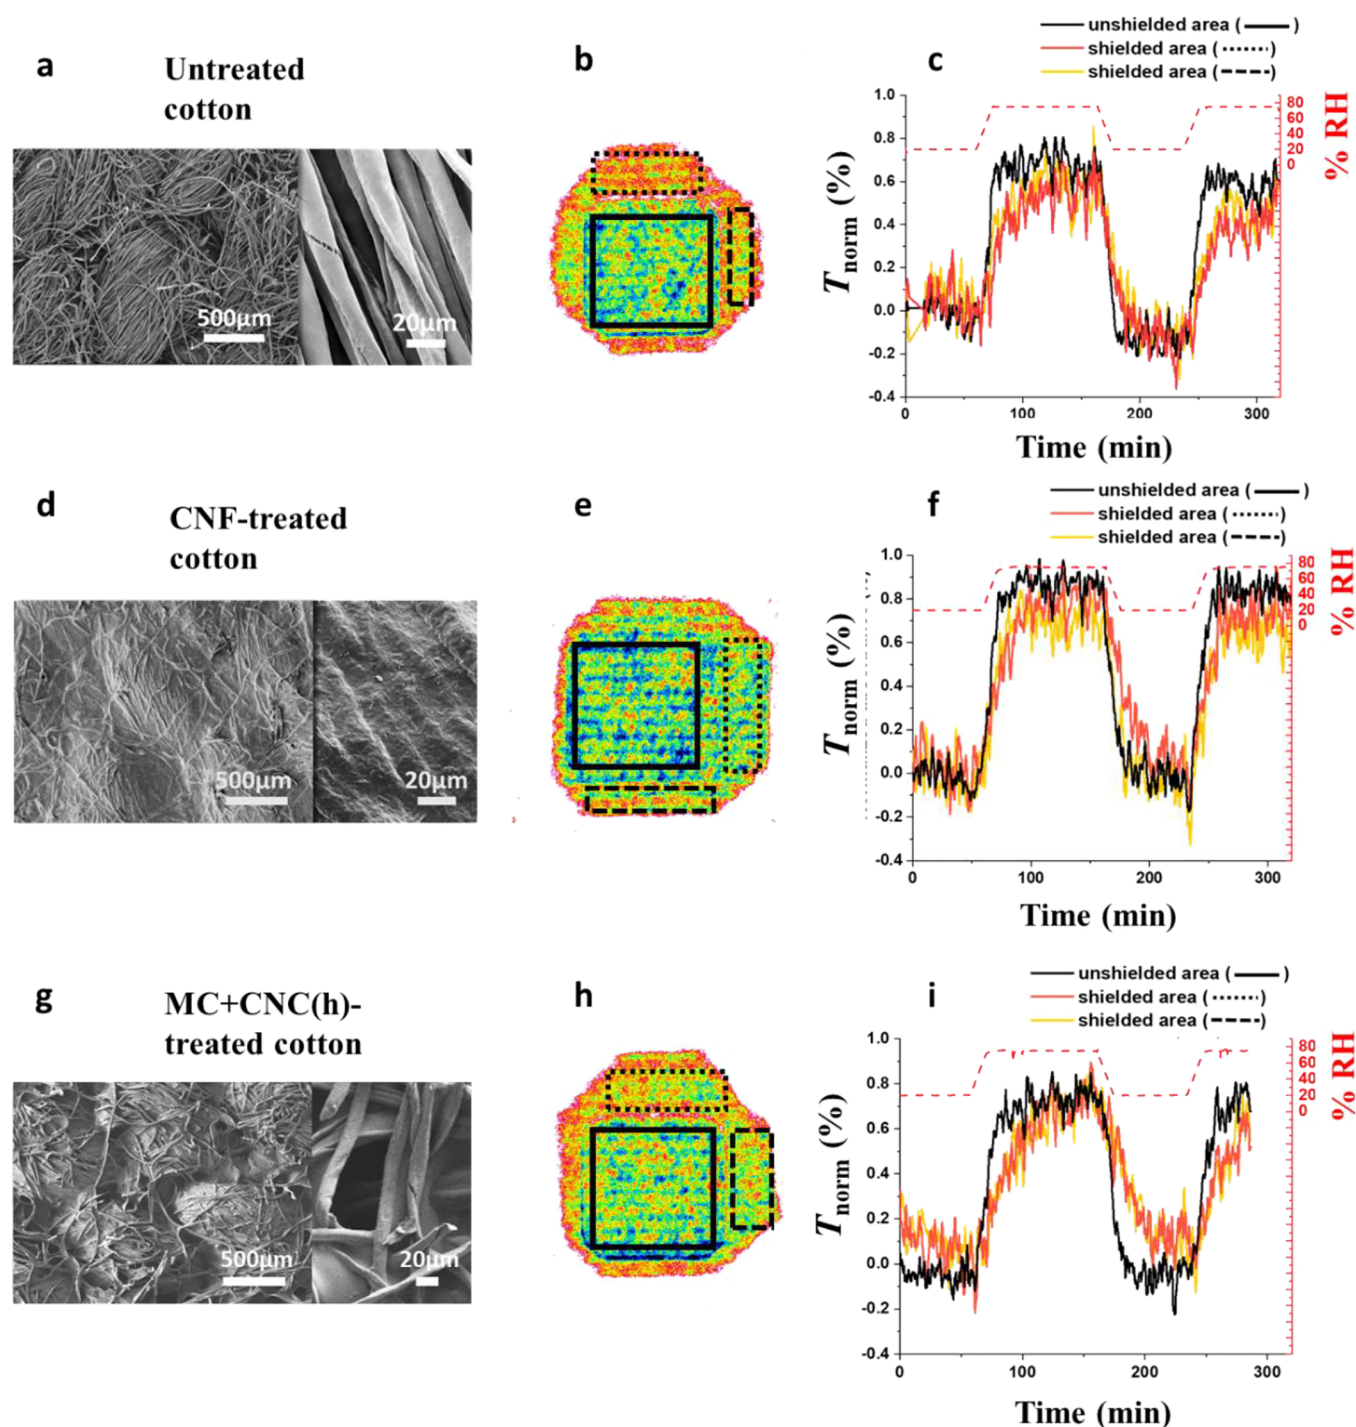 a
Untreated
cotton
500µm
20µm
b
c
unshielded area ( )
shielded area ( )
shielded area ( )
Tnorm (%)
1.0
0.8
0.6
0.4
0.2
0.0
-0.2
-0.4
0
100
200
300
Time (min)
80
60
40
20
0
% RH
d
CNF-treated
cotton
500µm
20µm
e
f
unshielded area ( )
shielded area ( )
shielded area ( )
Tnorm (%)
1.0
0.8
0.6
0.4
0.2
0.0
-0.2
-0.4
0
100
200
300
Time (min)
80
60
40
20
0
% RH
g
MC+CNC(h)-
treated cotton
500µm
20µm
h
i
unshielded area ( )
shielded area ( )
shielded area ( )
Tnorm (%)
1.0
0.8
0.6
0.4
0.2
0.0
-0.2
-0.4
0
100
200
300
Time (min)
80
60
40
20
0
% RH